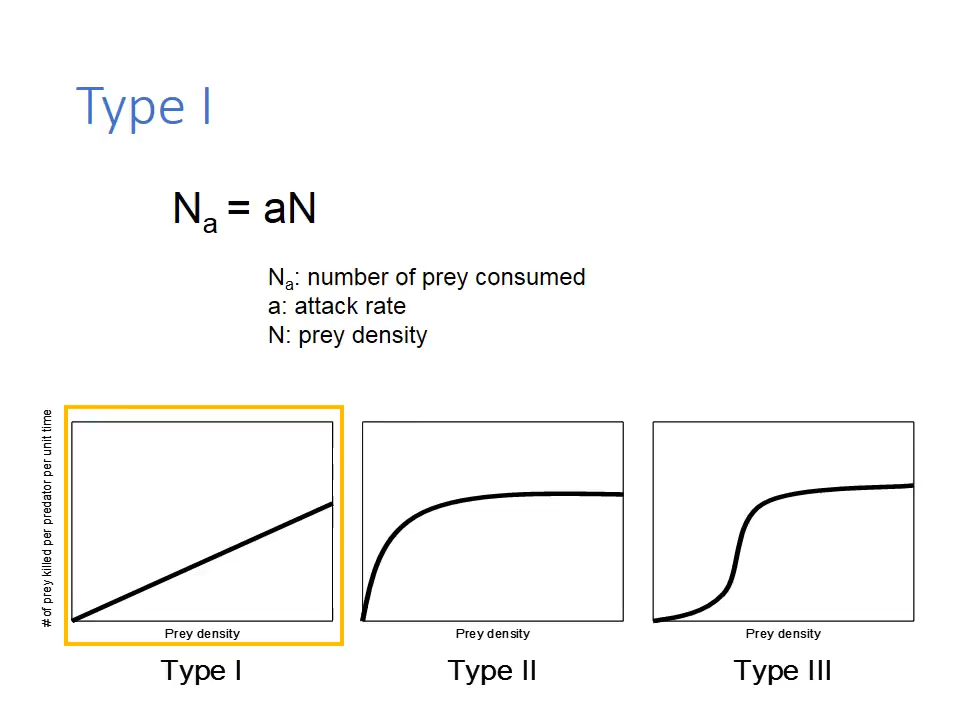 Type I
Na = aN
Na: number of prey consumed
a: attack rate
N: prey density
# of prey killed per predator per unit time
Prey density
Prey density
Prey density
Type I
Type II
Type III